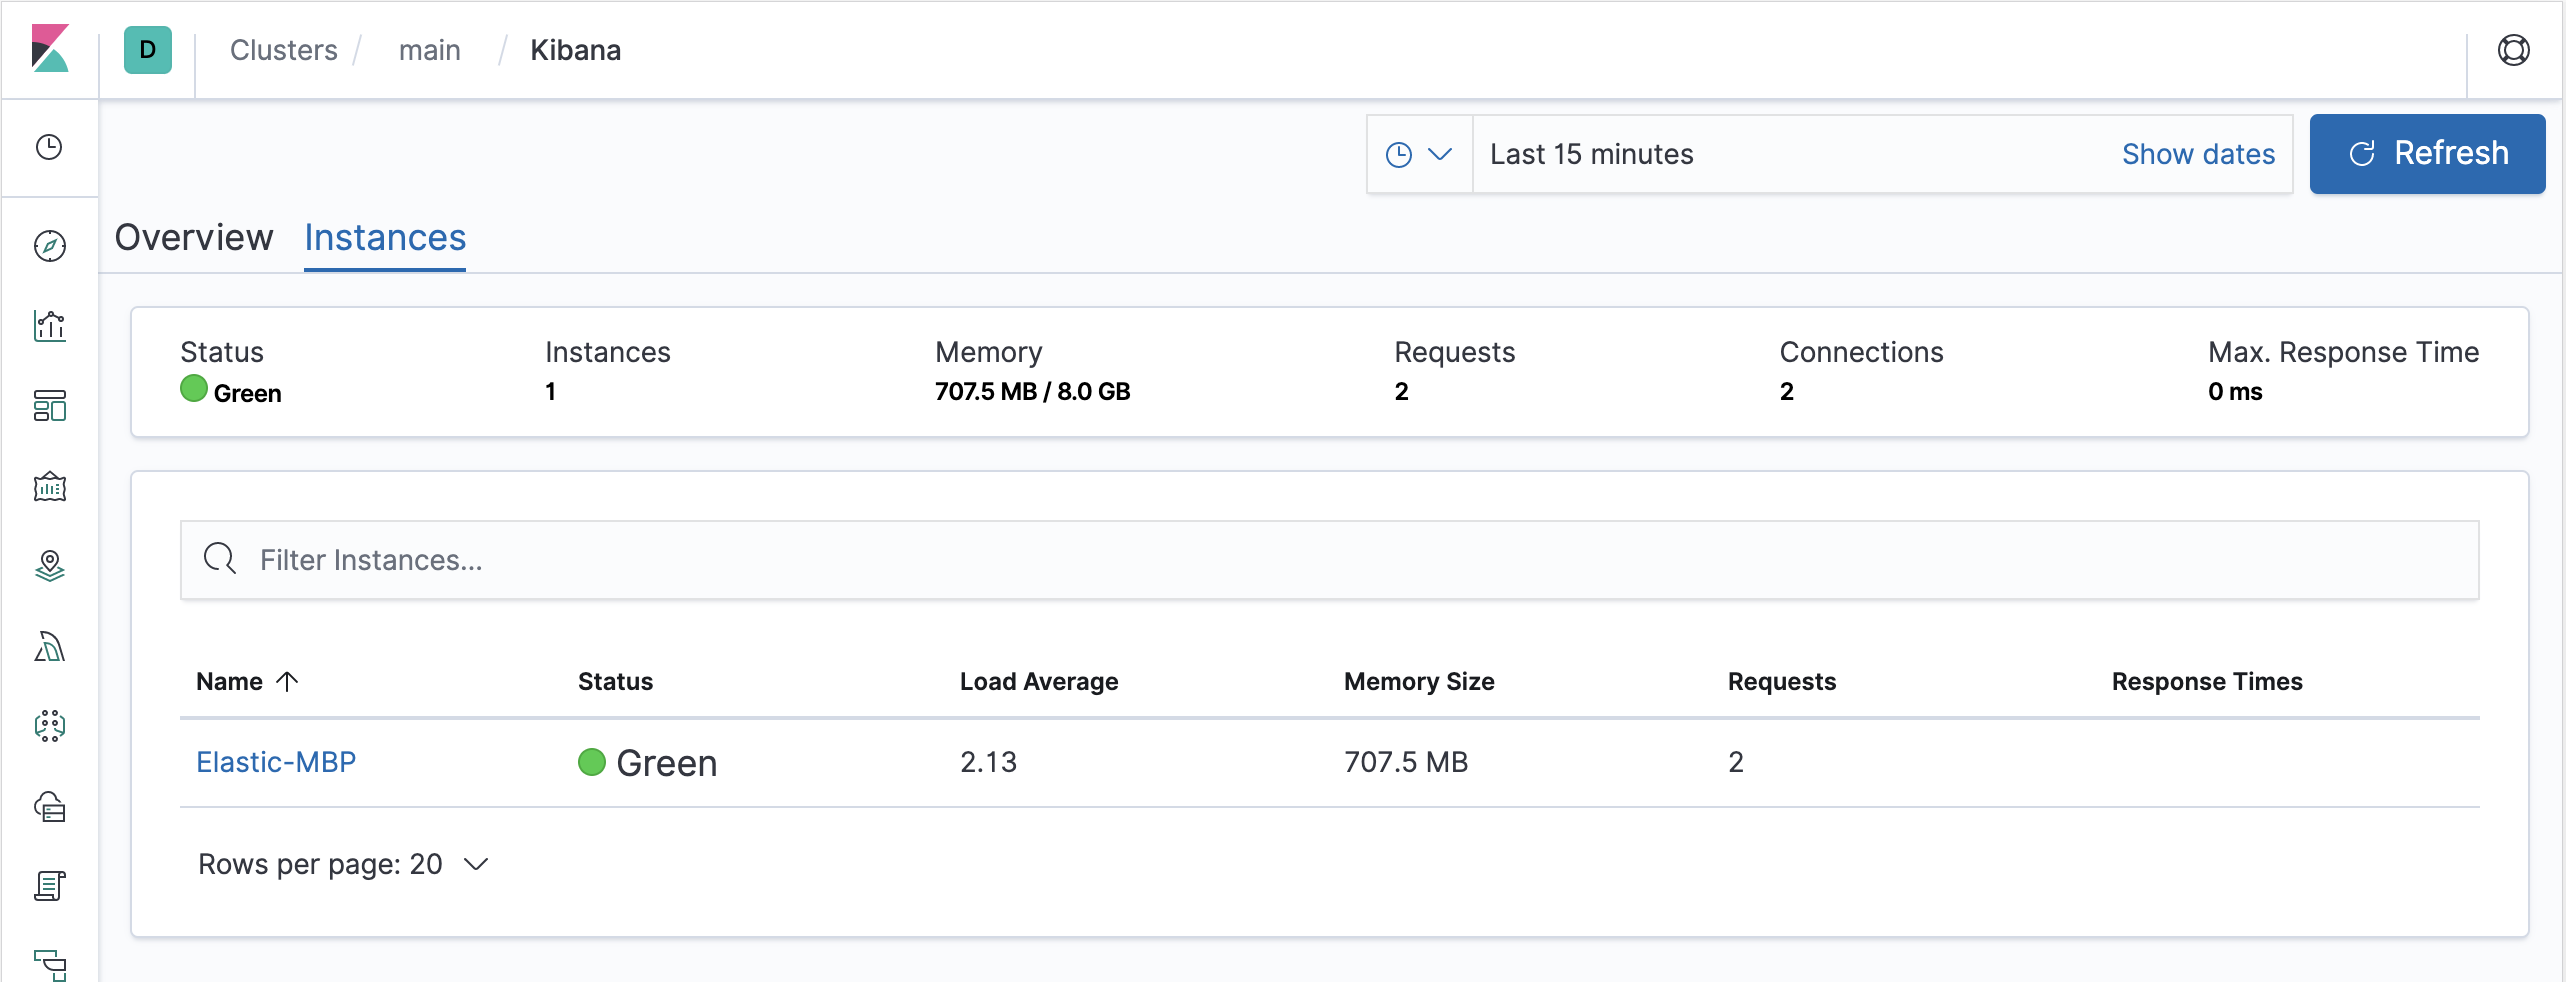 D Clusters / main / Kibana
Last 15 minutes Show dates Refresh
Overview Instances
Status Instances Memory Requests Connections Max. Response Time
Green 1 707.5 MB / 8.0 GB 2 2 0 ms
Filter Instances...
Name Status Load Average Memory Size Requests Response Times
Elastic-MBP Green 2.13 707.5 MB 2
Rows per page: 20